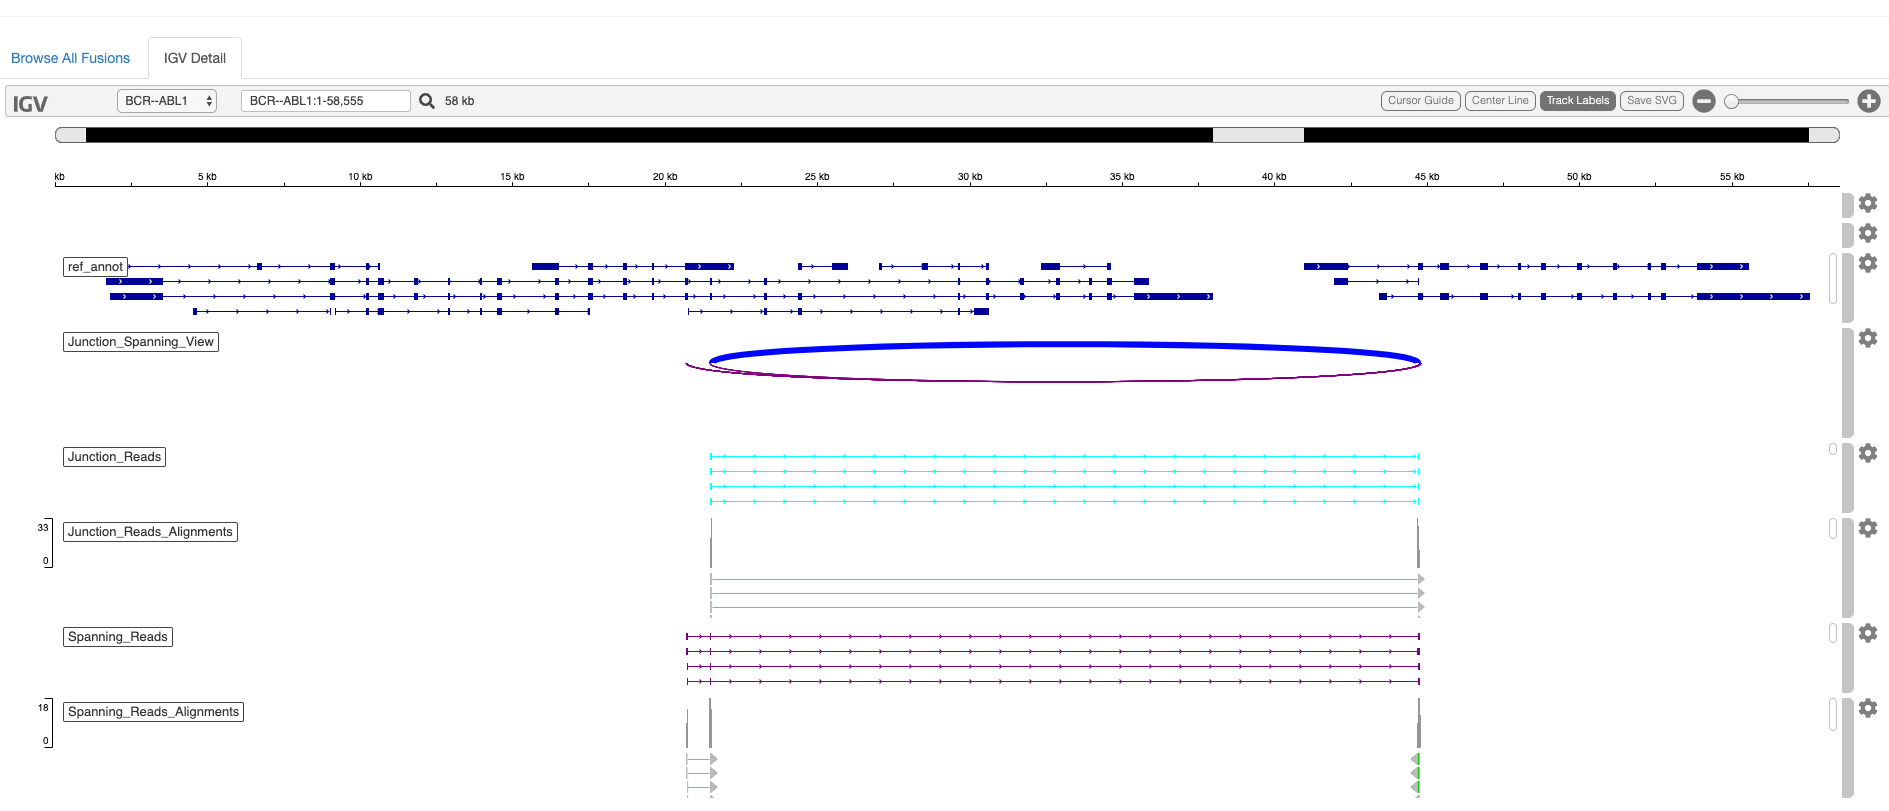 Browse All Fusions IGV Detail
IGV BCR--ABL1 BCR--ABL1:1-58,555 58 kb Cursor Guide Center Line Track Labels Save SVG
kb 5 kb 10 kb 15 kb 20 kb 25 kb 30 kb 35 kb 40 kb 45 kb 50 kb 55 kb
ref_annot
Junction_Spanning_View
Junction_Reads
33 Junction_Reads_Alignments
0
Spanning_Reads
18 Spanning_Reads_Alignments
0